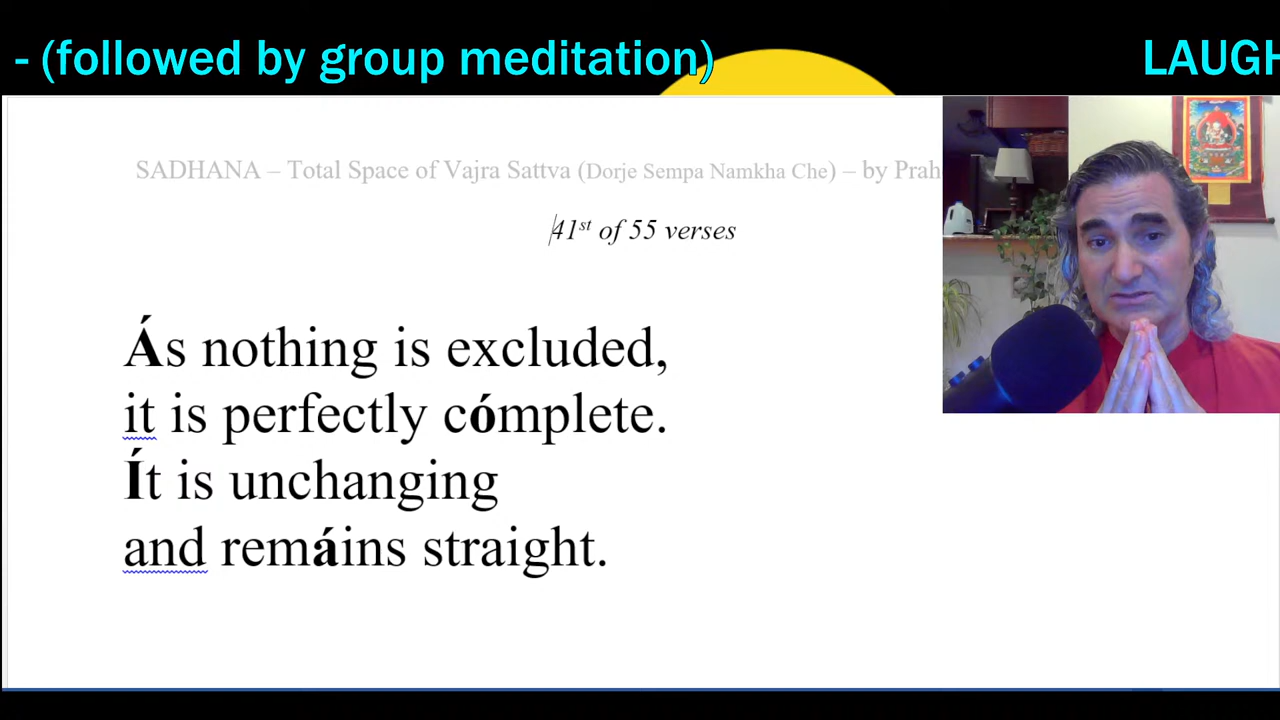 - (followed by group meditation) LAUGH
SADHANA – Total Space of Vajra Sattva (Dorje Sempa Namkha Che) – by Prah
41st of 55 verses
Ás nothing is excluded,
it is perfectly cómplete.
Ít is unchanging
and remáins straight.